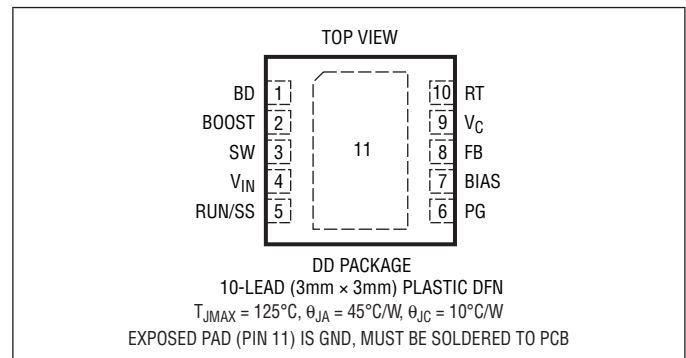 TOP VIEW
BD 1 10 RT
BOOST 2 9 VC
SW 3 11 8 FB
VIN 4 7 BIAS
RUN/SS 5 6 PG
DD PACKAGE
10-LEAD (3mm × 3mm) PLASTIC DFN
TJMAX = 125°C, θJA = 45°C/W, θJC = 10°C/W
EXPOSED PAD (PIN 11) IS GND, MUST BE SOLDERED TO PCB